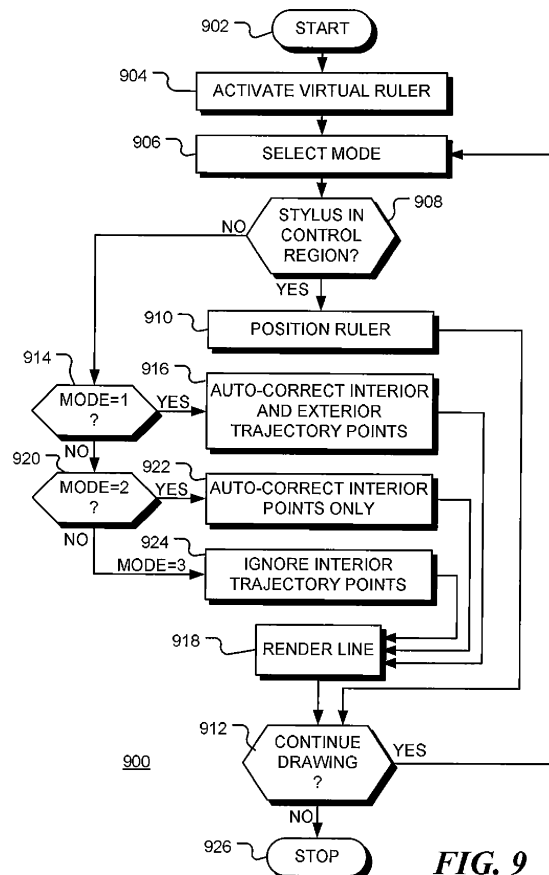 902
START
904
ACTIVATE VIRTUAL RULER
906
SELECT MODE
908
STYLUS IN
CONTROL
REGION?
NO
YES
910
POSITION RULER
914
MODE=1
?
YES
NO
916
AUTO-CORRECT INTERIOR
AND EXTERIOR
TRAJECTORY POINTS
920
MODE=2
?
YES
NO
922
AUTO-CORRECT INTERIOR
POINTS ONLY
924
MODE=3
IGNORE INTERIOR
TRAJECTORY POINTS
918
RENDER LINE
912
CONTINUE
DRAWING
?
YES
NO
900
926
STOP
FIG. 9